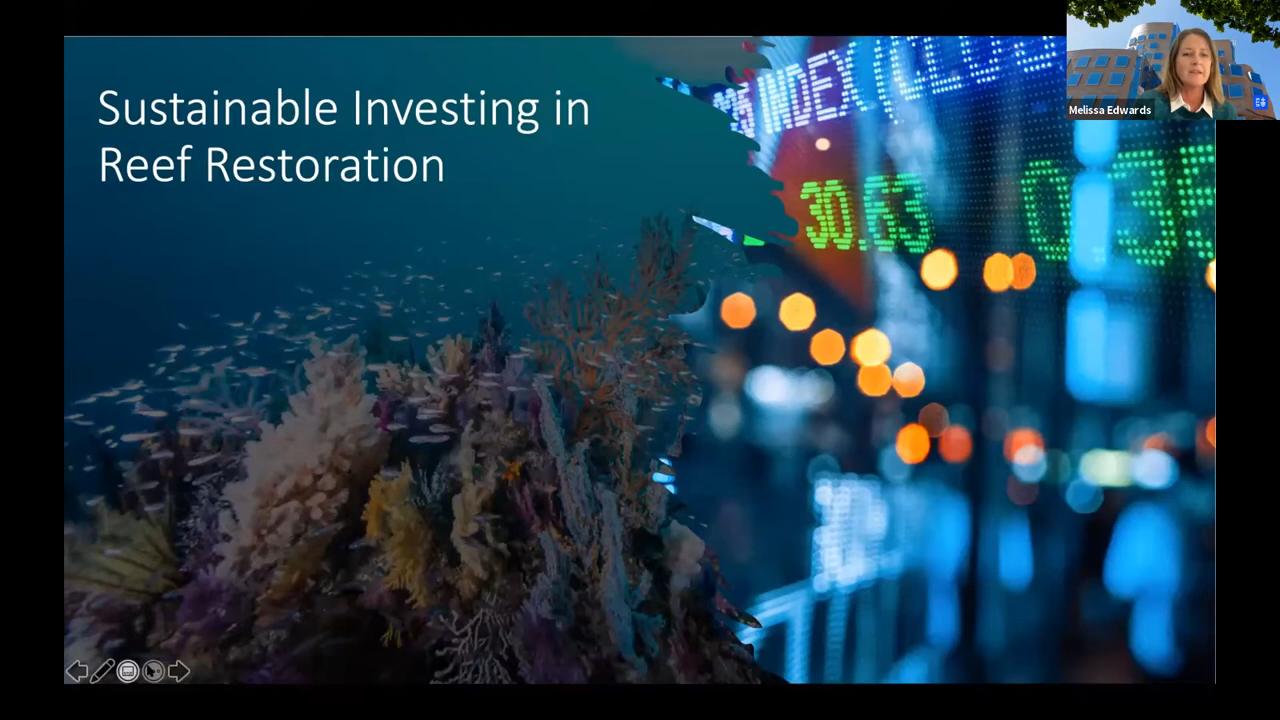 Sustainable Investing in
Reef Restoration
INDEX
30.63
Melissa Edwards